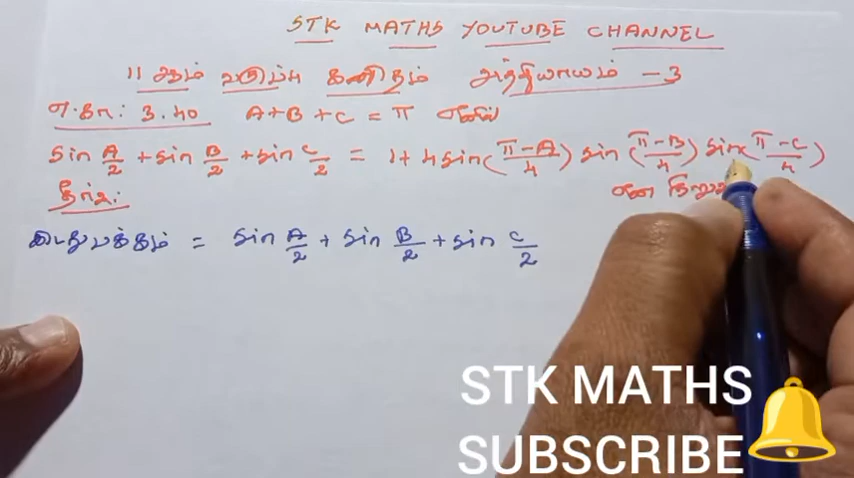 STK MATHS YOUTUBE CHANNEL
11 ஆம் வகுப்பு கணிதம் அத்தியாயம் - 3
எ.கா: 3.40 A+B+C = π எனில்
sin A/2 + sin B/2 + sin C/2 = 1+4sin(π-A/4) sin (π-B/4) sin(π-C/4)
தீர்வு: என
இடதுபக்கம் = sin A/2 + sin B/2 + sin C/2
STK MATHS
SUBSCRIBE